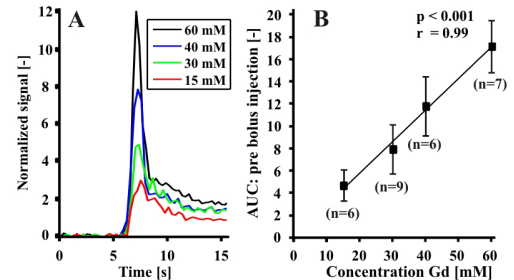 A
60 mM
40 mM
30 mM
15 mM
Normalized signal [-]
12
8
4
2
0
0
5
10
15
Time [s]
B
p < 0.001
r = 0.99
AUC: pre bolus injection [-]
20
18
16
14
12
10
8
6
4
2
0
(n=7)
(n=6)
(n=9)
(n=6)
0
10
20
30
40
50
60
Concentration Gd [mM]